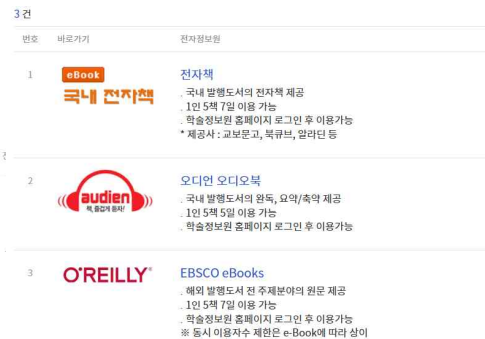 3 건
번호 바로가기 전자정보원
1 eBook 국내 전자책 전자책
. 국내 발행도서의 전자책 제공
. 1인 5책 7일 이용 가능
. 학술정보원 홈페이지 로그인 후 이용가능
* 제공사 : 교보문고, 북큐브, 알라딘 등
2 audien 책, 즐겁게 듣자! 오디언 오디오북
. 국내 발행도서의 완독, 요약/축약 제공
. 1인 5책 5일 이용 가능
. 학술정보원 홈페이지 로그인 후 이용가능
3 O'REILLY® EBSCO eBooks
. 해외 발행도서 전 주제분야의 원문 제공
. 1인 5책 7일 이용 가능
. 학술정보원 홈페이지 로그인 후 이용가능
※ 동시 이용자수 제한은 e-Book에 따라 상이